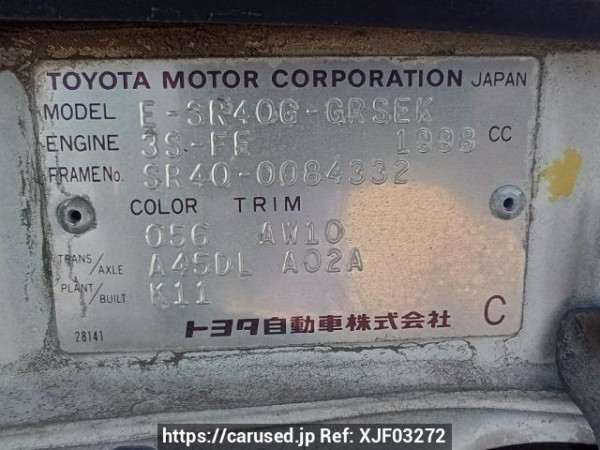 TOYOTA MOTOR CORPORATION JAPAN
MODEL E-SR40G-GRSEK
ENGINE 3S-FE 1998 CC
FRAME No. SR40-0084332
COLOR TRIM
056 AW10
TRANS/AXLE A45DL A02A
PLANT/BUILT K11
28141 トヨタ自動車株式会社 C
https://carused.jp Ref: XJF03272